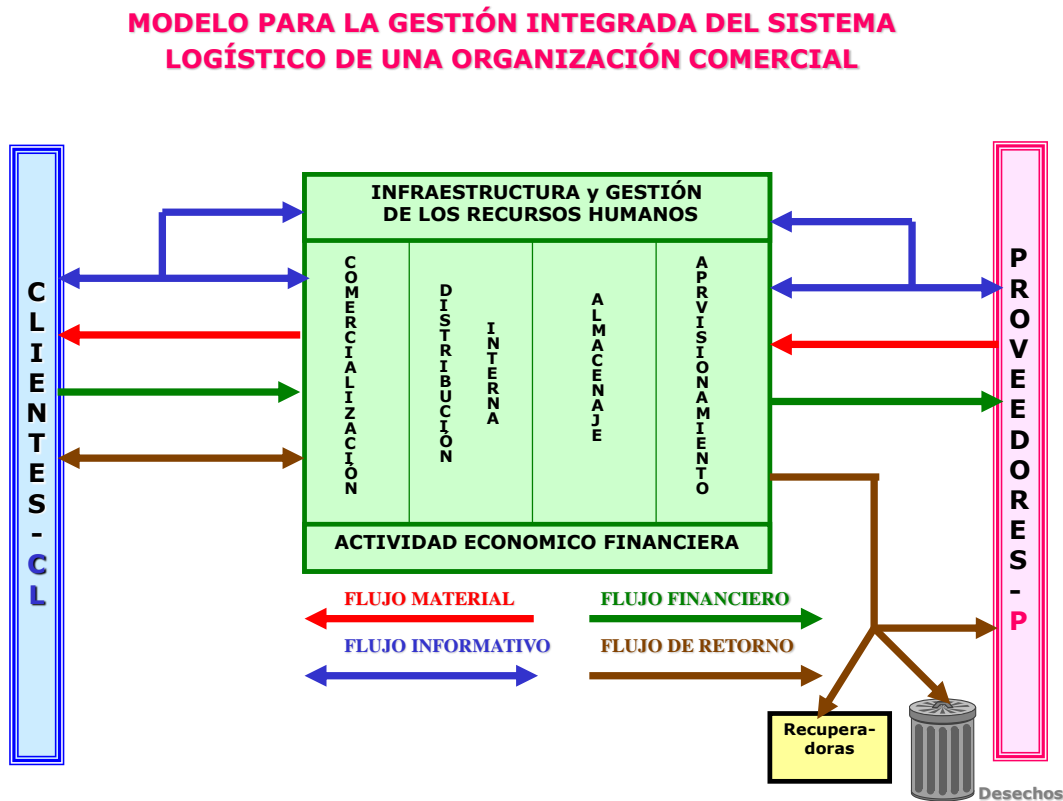 MODELO PARA LA GESTIÓN INTEGRADA DEL SISTEMA
LOGÍSTICO DE UNA ORGANIZACIÓN COMERCIAL
CLIENTES-CL
INFRAESTRUCTURA y GESTIÓN
DE LOS RECURSOS HUMANOS
COMERCIALIZACIÓN
DISTRIBUCIÓN
INTERNA
ALMACENAJE
APRVISIONAMIENTO
ACTIVIDAD ECONOMICO FINANCIERA
PROVEEDORES-P
FLUJO MATERIAL
FLUJO FINANCIERO
FLUJO INFORMATIVO
FLUJO DE RETORNO
Recupera-
doras
Desechos